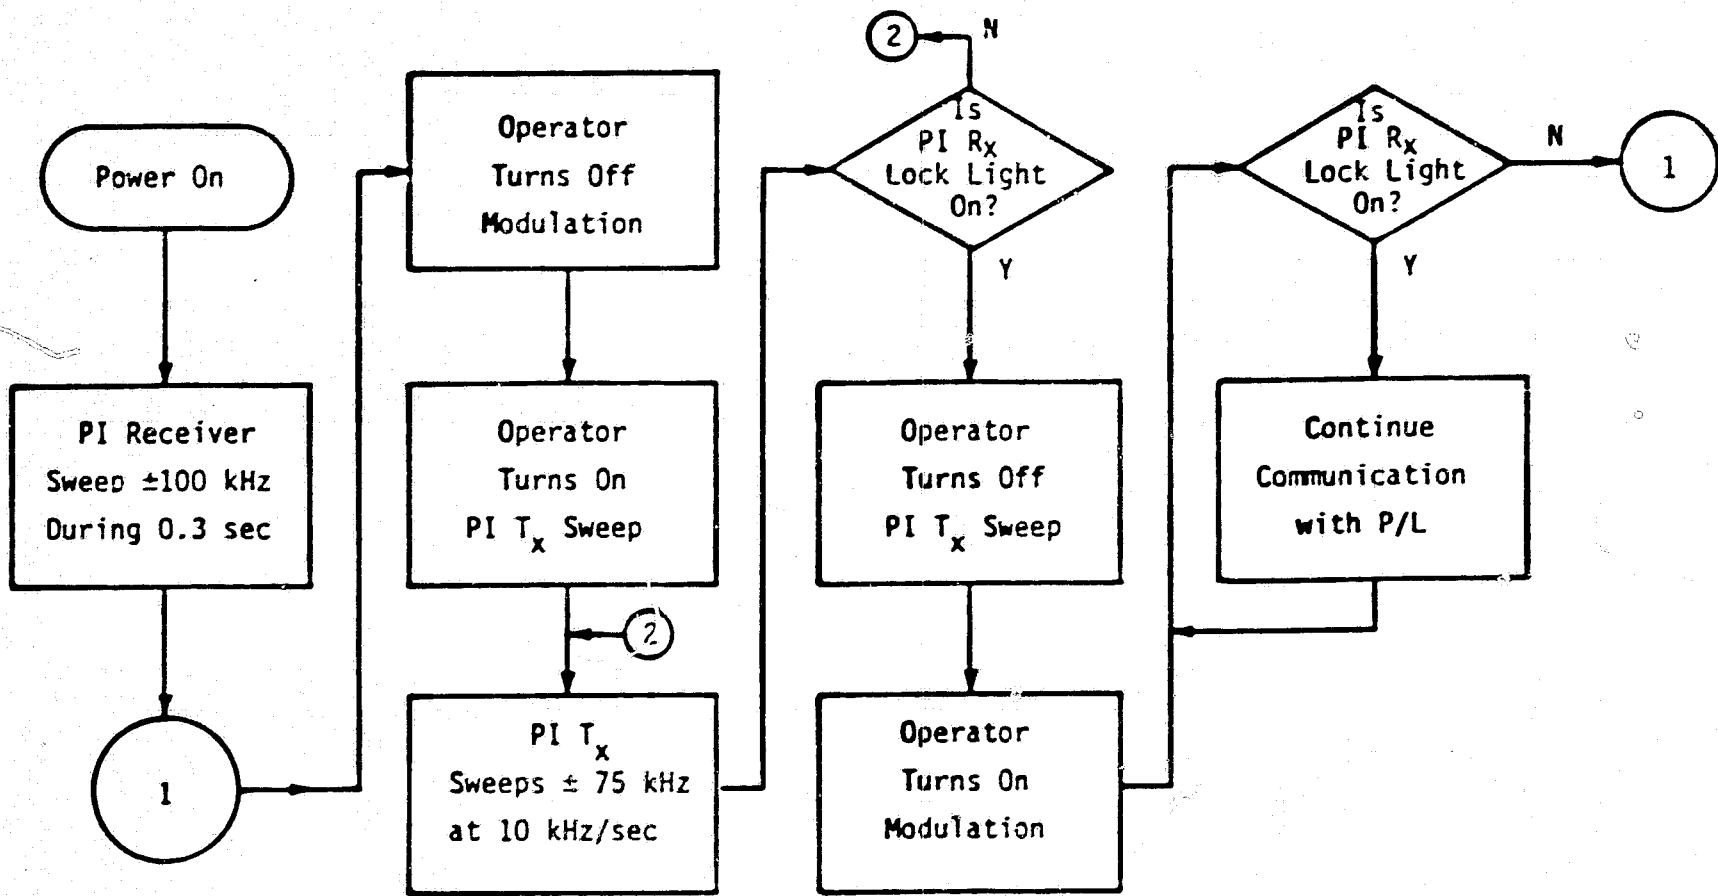 Power On
PI Receiver
Sweep ±100 kHz
During 0.3 sec
1
Operator
Turns Off
Modulation
Operator
Turns On
PI Tx Sweep
2
PI Tx
Sweeps ± 75 kHz
at 10 kHz/sec
2
N
Is
PI Rx
Lock Light
On?
Y
Operator
Turns Off
PI Tx Sweep
Operator
Turns On
Modulation
Is
PI Rx
Lock Light
On?
N
1
Y
Continue
Communication
with P/L